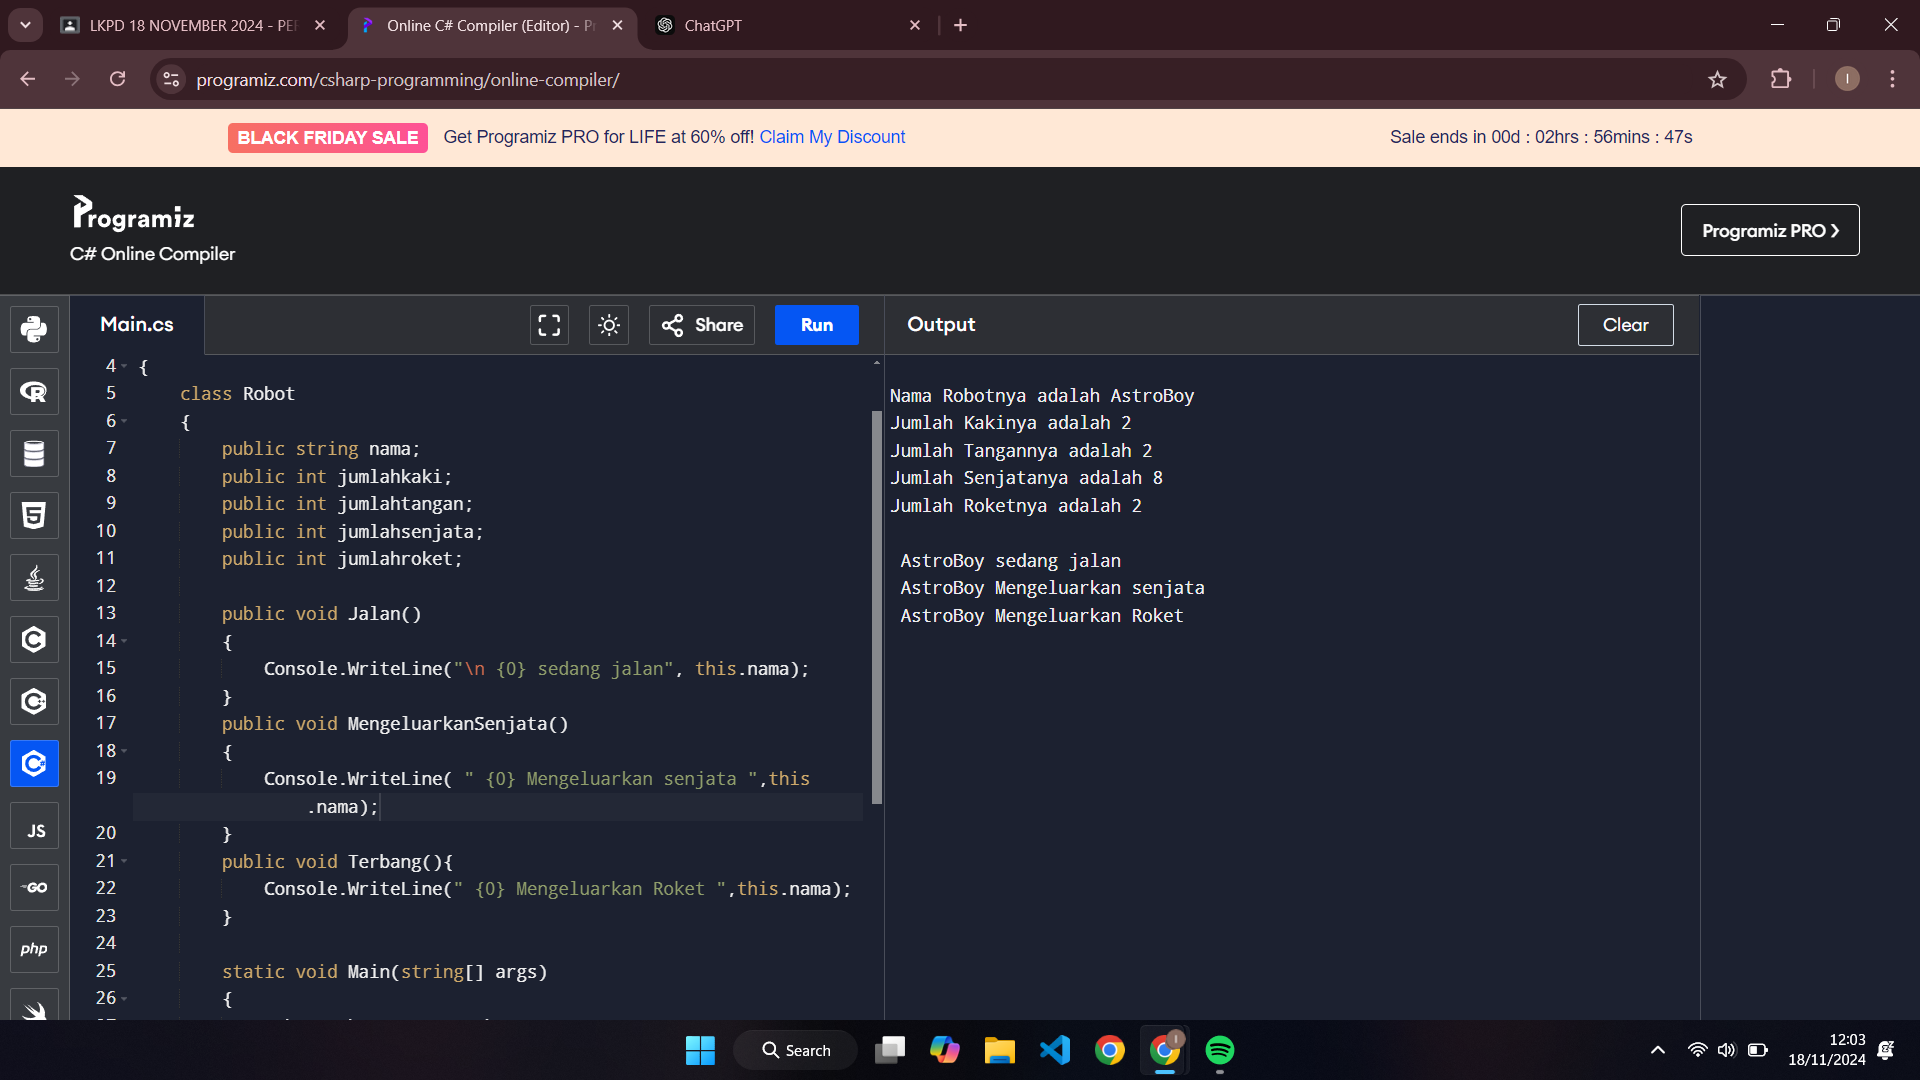 LKPD 18 NOVEMBER 2024 - PE
Online C# Compiler (Editor) - P
ChatGPT
programiz.com/csharp-programming/online-compiler/
I
BLACK FRIDAY SALE Get Programiz PRO for LIFE at 60% off! Claim My Discount
Sale ends in 00d : 02hrs : 56mins : 47s
Programiz
C# Online Compiler
Programiz PRO
Main.cs
Share
Run
Output
Clear
4 {
5 class Robot
6 {
7 public string nama;
8 public int jumlahkaki;
9 public int jumlahtangan;
10 public int jumlahsenjata;
11 public int jumlahroket;
12
13 public void Jalan()
14 {
15 Console.WriteLine("\n {0} sedang jalan", this.nama);
16 }
17 public void MengeluarkanSenjata()
18 {
19 Console.WriteLine( " {0} Mengeluarkan senjata ",this
.nama);
20 }
21 public void Terbang(){
22 Console.WriteLine(" {0} Mengeluarkan Roket ",this.nama);
23 }
24
25 static void Main(string[] args)
26 {
Nama Robotnya adalah AstroBoy
Jumlah Kakinya adalah 2
Jumlah Tangannya adalah 2
Jumlah Senjatanya adalah 8
Jumlah Roketnya adalah 2
AstroBoy sedang jalan
AstroBoy Mengeluarkan senjata
AstroBoy Mengeluarkan Roket
R
5
C
C
C
JS
GO
php
Search
I
12:03
18/11/2024